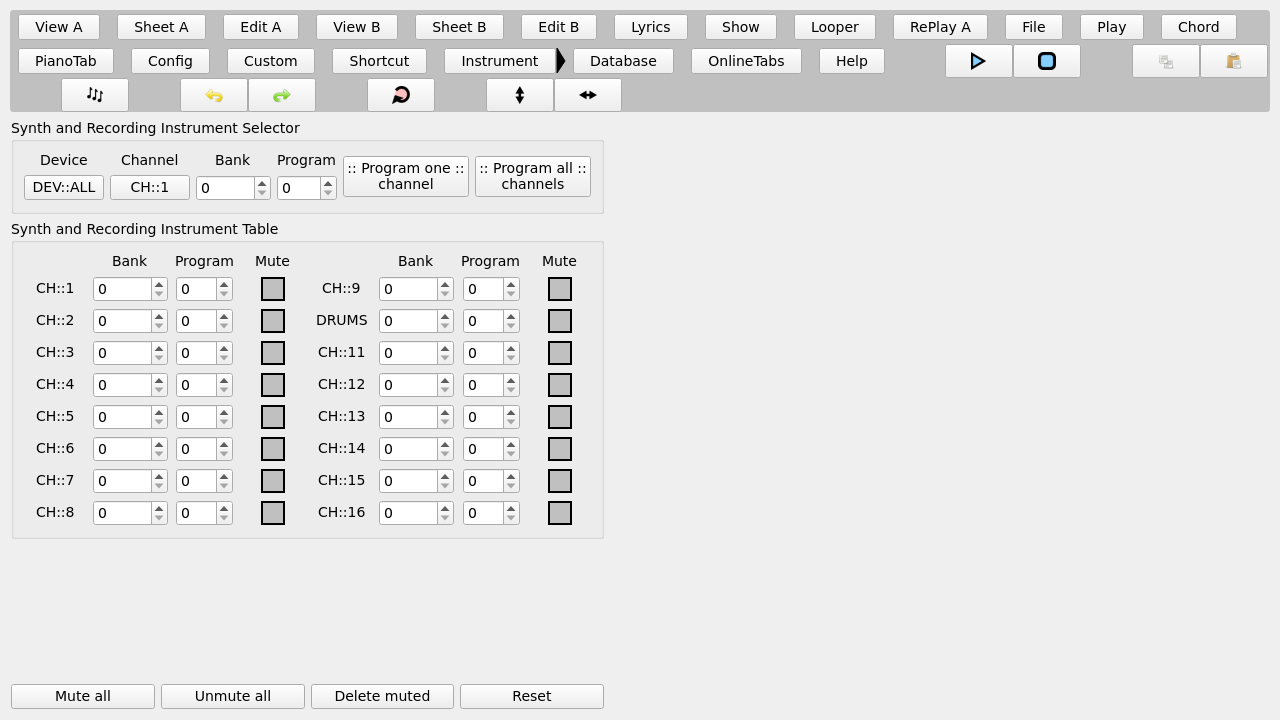 View A Sheet A Edit A View B Sheet B Edit B Lyrics Show Looper RePlay A File Play Chord
PianoTab Config Custom Shortcut Instrument Database OnlineTabs Help
Synth and Recording Instrument Selector
Device Channel Bank Program
DEV::ALL CH::1 0 0 :: Program one :: channel :: Program all :: channels
Synth and Recording Instrument Table
Bank Program Mute Bank Program Mute
CH::1 0 0 CH::9 0 0
CH::2 0 0 DRUMS 0 0
CH::3 0 0 CH::11 0 0
CH::4 0 0 CH::12 0 0
CH::5 0 0 CH::13 0 0
CH::6 0 0 CH::14 0 0
CH::7 0 0 CH::15 0 0
CH::8 0 0 CH::16 0 0
Mute all Unmute all Delete muted Reset